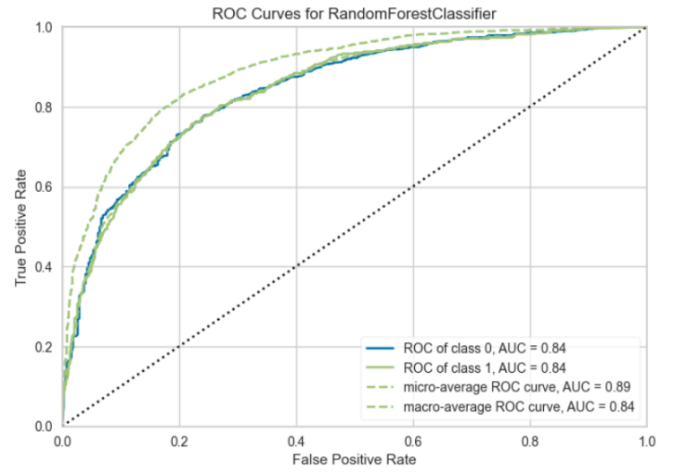 ROC Curves for RandomForestClassifier
1.0
0.8
0.6
0.4
0.2
0.0
True Positive Rate
ROC of class 0, AUC = 0.84
ROC of class 1, AUC = 0.84
micro-average ROC curve, AUC = 0.89
macro-average ROC curve, AUC = 0.84
0.0 0.2 0.4 0.6 0.8 1.0
False Positive Rate